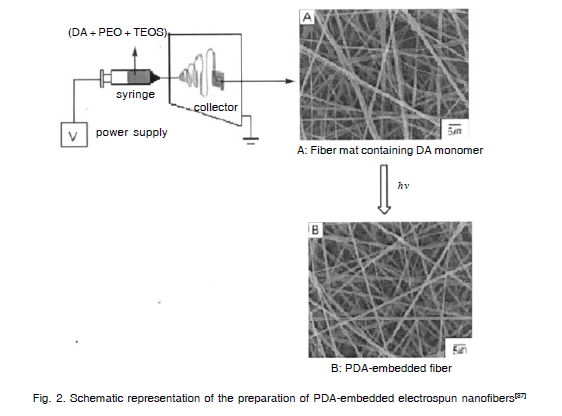 (DA + PEO + TEOS)
syringe
collector
V
power supply
A
5μm
A: Fiber mat containing DA monomer
hν
B
5μm
B: PDA-embedded fiber
Fig. 2. Schematic representation of the preparation of PDA-embedded electrospun nanofibers[87]